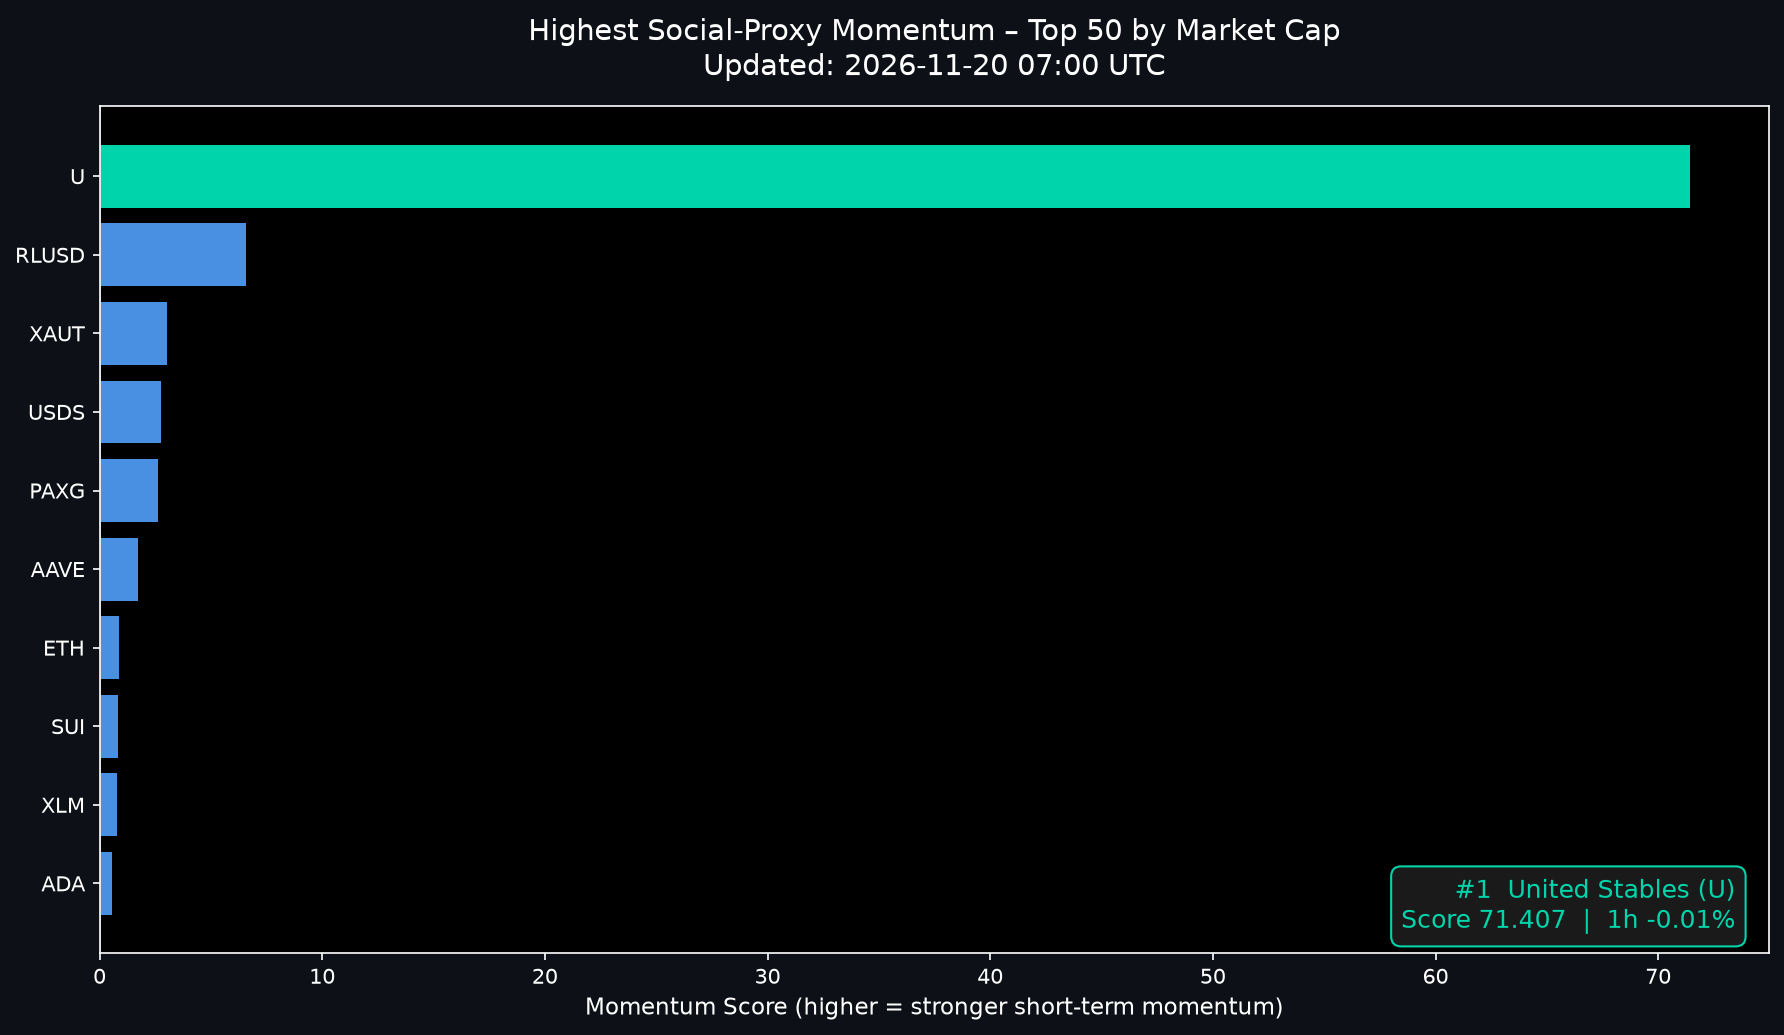 Highest Social-Proxy Momentum – Top 50 by Market Cap
Updated: 2026-11-20 07:00 UTC
U
RLUSD
XAUT
USDS
PAXG
AAVE
ETH
SUI
XLM
ADA
#1  United Stables (U)
Score 71.407  |  1h -0.01%
0 10 20 30 40 50 60 70
Momentum Score (higher = stronger short-term momentum)